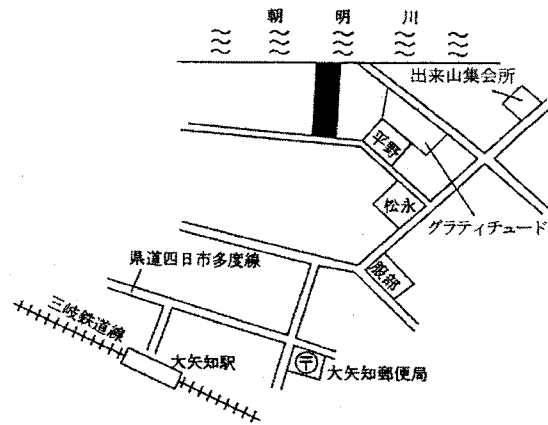 朝明川
出来山集会所
平野
松永
グラティチュード
服部
県道四日市多度線
三岐鉄道線
大矢知駅
〒
大矢知郵便局